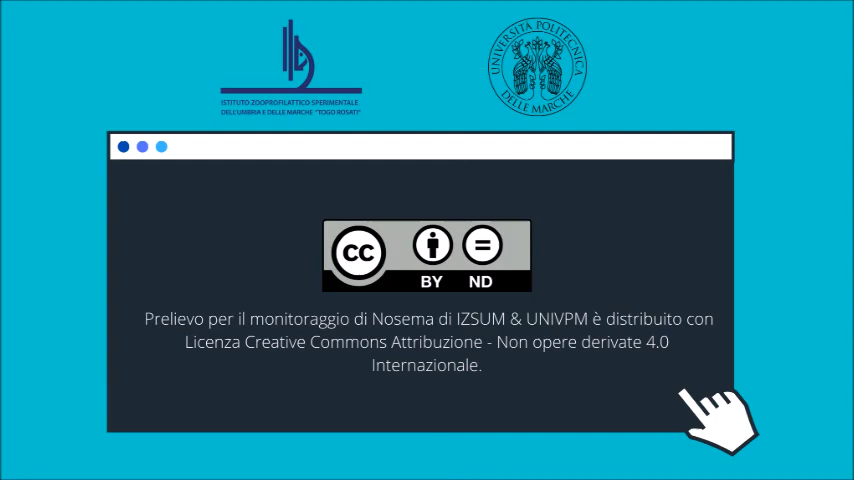 ISTITUTO ZOOPROFILATTICO SPERIMENTALE
DELL'UMBRIA E DELLE MARCHE "TOGO ROSATI"
UNIVERSITÀ POLITECNICA
DELLE MARCHE
CC
BY ND
Prelievo per il monitoraggio di Nosema di IZSUM & UNIVPM è distribuito con
Licenza Creative Commons Attribuzione - Non opere derivate 4.0
Internazionale.